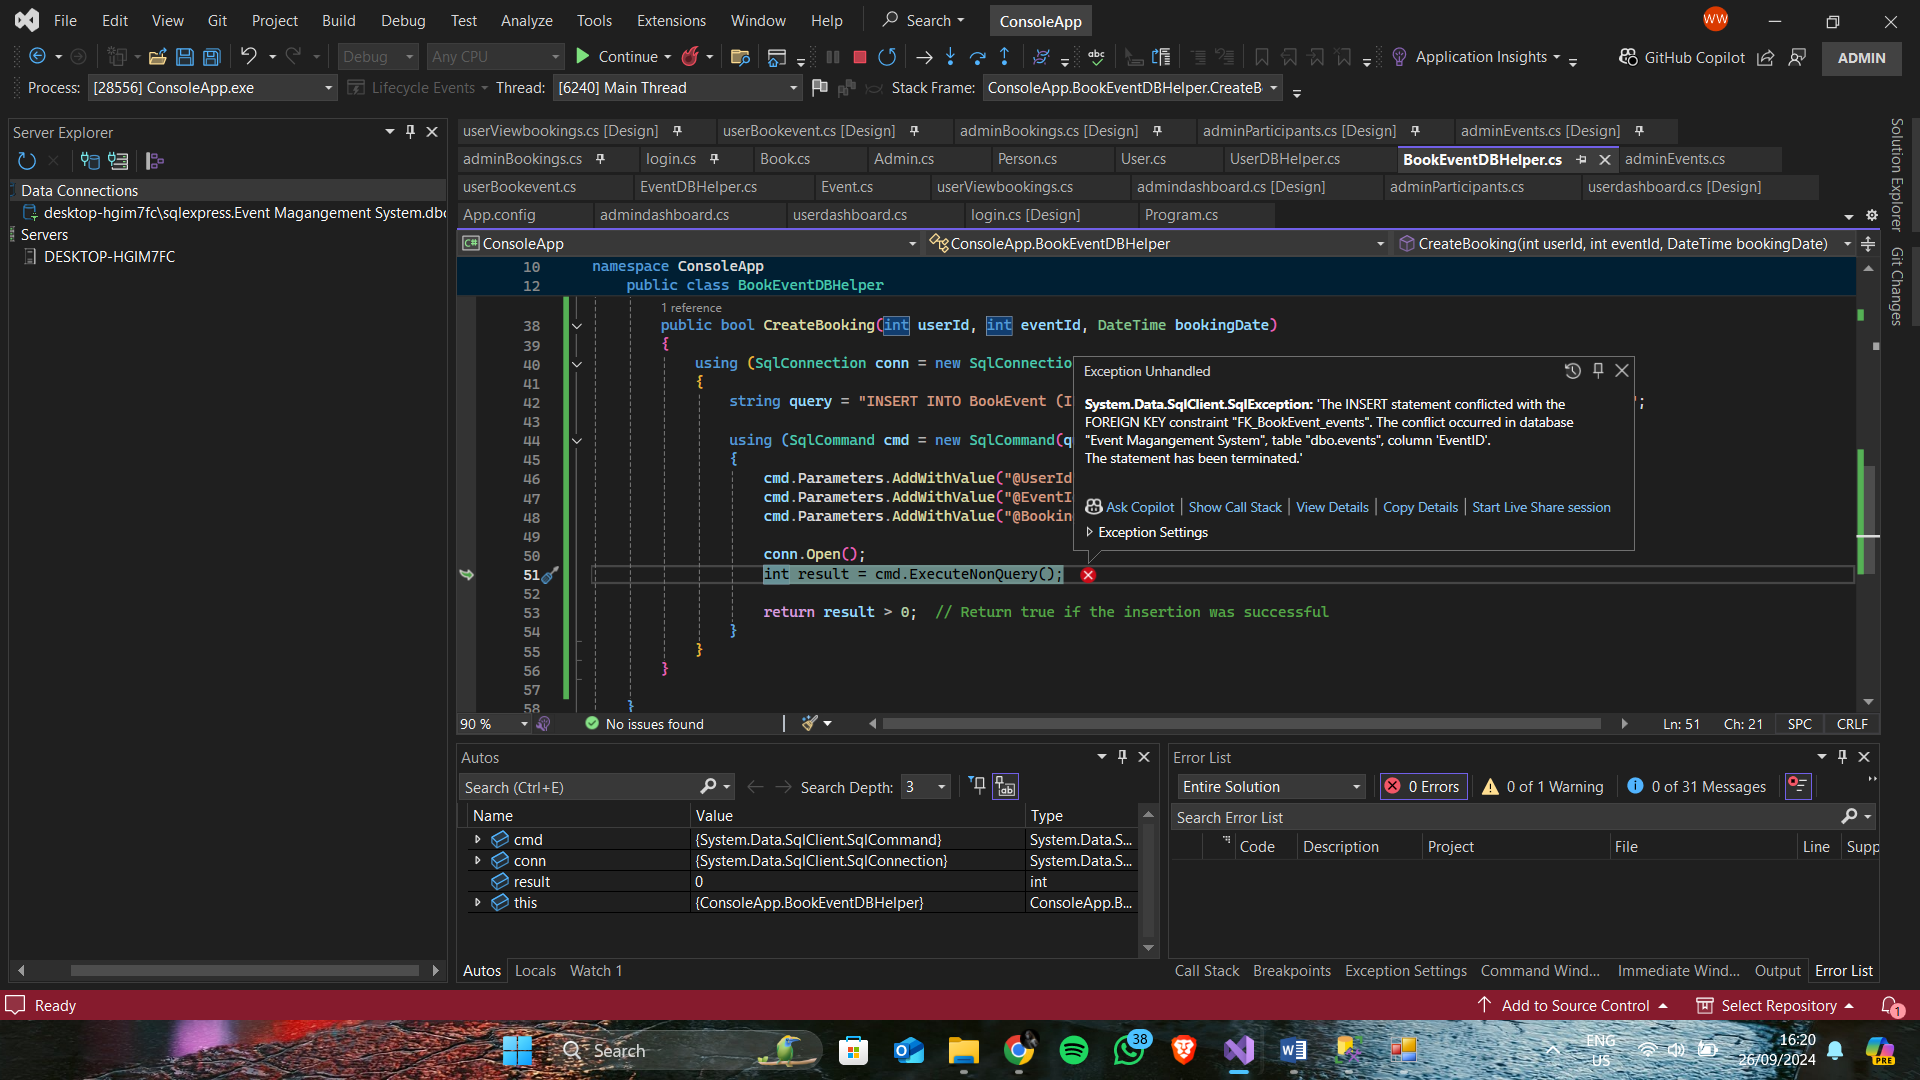 File Edit View Git Project Build Debug Test Analyze Tools Extensions Window Help Search ConsoleApp WW
Debug Any CPU Continue Application Insights GitHub Copilot ADMIN
Process: [28556] ConsoleApp.exe Lifecycle Events Thread: [6240] Main Thread Stack Frame: ConsoleApp.BookEventDBHelper.CreateB
Server Explorer
Data Connections
desktop-hgim7fc\sqlexpress.Event Magangement System.dbo
Servers
DESKTOP-HGIM7FC
userViewbookings.cs [Design] userBookevent.cs [Design] adminBookings.cs [Design] adminParticipants.cs [Design] adminEvents.cs [Design]
adminBookings.cs login.cs Book.cs Admin.cs Person.cs User.cs UserDBHelper.cs BookEventDBHelper.cs adminEvents.cs
userBookevent.cs EventDBHelper.cs Event.cs userViewbookings.cs admindashboard.cs [Design] adminParticipants.cs userdashboard.cs [Design]
App.config admindashboard.cs userdashboard.cs login.cs [Design] Program.cs
C# ConsoleApp ConsoleApp.BookEventDBHelper CreateBooking(int userId, int eventId, DateTime bookingDate)
10 namespace ConsoleApp
12 public class BookEventDBHelper
1 reference
38 public bool CreateBooking(int userId, int eventId, DateTime bookingDate)
39 {
40 using (SqlConnection conn = new SqlConnectio
41 {
42 string query = "INSERT INTO BookEvent (I ";
43
44 using (SqlCommand cmd = new SqlCommand(q
45 {
46 cmd.Parameters.AddWithValue("@UserId
47 cmd.Parameters.AddWithValue("@EventI
48 cmd.Parameters.AddWithValue("@Bookin
49
50 conn.Open();
51 int result = cmd.ExecuteNonQuery();
52
53 return result > 0; // Return true if the insertion was successful
54 }
55 }
56 }
57
58 }
Exception Unhandled
System.Data.SqlClient.SqlException: 'The INSERT statement conflicted with the
FOREIGN KEY constraint "FK_BookEvent_events". The conflict occurred in database
"Event Magangement System", table "dbo.events", column 'EventID'.
The statement has been terminated.'
Ask Copilot | Show Call Stack | View Details | Copy Details | Start Live Share session
Exception Settings
Solution Explorer
Git Changes
90 % No issues found Ln: 51 Ch: 21 SPC CRLF
Autos
Search (Ctrl+E) Search Depth: 3
Name Value Type
cmd {System.Data.SqlClient.SqlCommand} System.Data.S...
conn {System.Data.SqlClient.SqlConnection} System.Data.S...
result 0 int
this {ConsoleApp.BookEventDBHelper} ConsoleApp.B...
Autos Locals Watch 1
Error List
Entire Solution 0 Errors 0 of 1 Warning 0 of 31 Messages
Search Error List
Code Description Project File Line Supp
Call Stack Breakpoints Exception Settings Command Wind... Immediate Wind... Output Error List
Ready Add to Source Control Select Repository 1
Search 38 ENG
US
16:20
26/09/2024
PRE